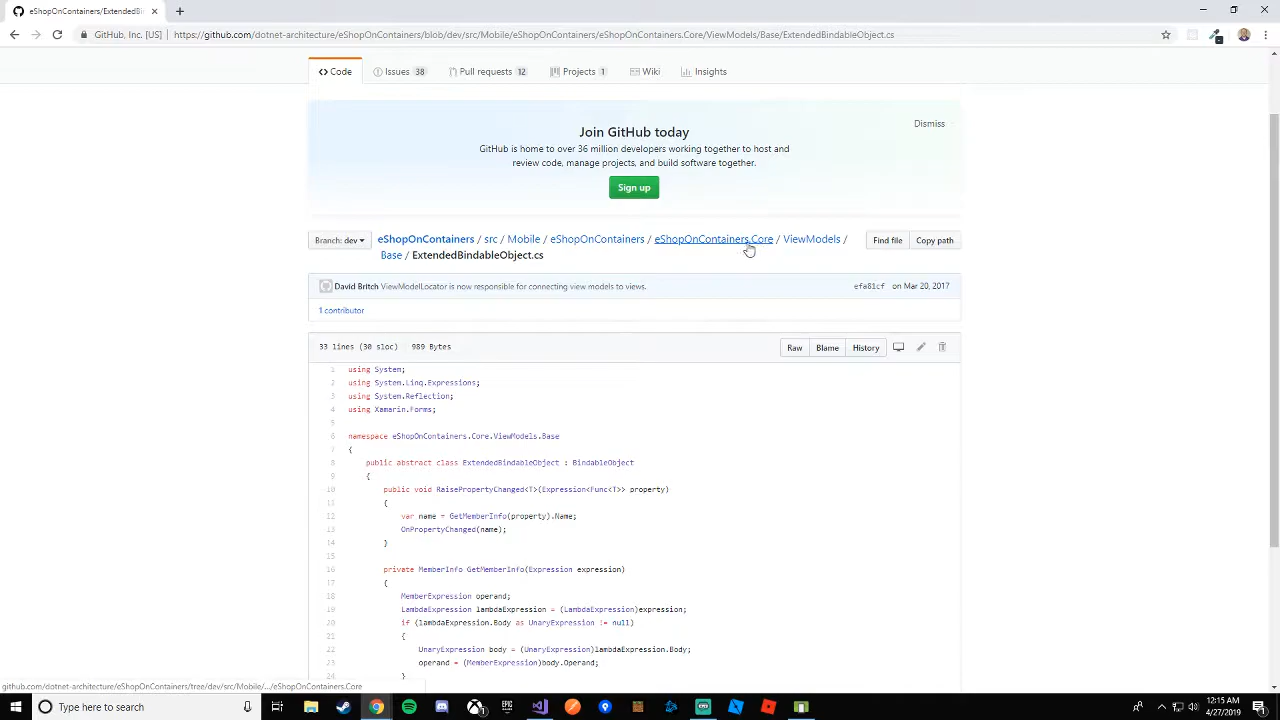 eShopOnContainers/ExtendedBi
GitHub, Inc. [US] https://github.com/dotnet-architecture/eShopOnContainers/blob/dev/src/Mobile/eShopOnContainers/eShopOnContainers.Core/ViewModels/Base/ExtendedBindableObject.cs
Code Issues 38 Pull requests 12 Projects 1 Wiki Insights
Dismiss
Join GitHub today
GitHub is home to over 36 million developers working together to host and
review code, manage projects, and build software together.
Sign up
Branch: dev eShopOnContainers / src / Mobile / eShopOnContainers / eShopOnContainers.Core / ViewModels / Find file Copy path
Base / ExtendedBindableObject.cs
David Britch ViewModelLocator is now responsible for connecting view models to views. efa81cf on Mar 20, 2017
1 contributor
33 lines (30 sloc) 989 Bytes Raw Blame History
1 using System;
2 using System.Linq.Expressions;
3 using System.Reflection;
4 using Xamarin.Forms;
5
6 namespace eShopOnContainers.Core.ViewModels.Base
7 {
8 public abstract class ExtendedBindableObject : BindableObject
9 {
10 public void RaisePropertyChanged<T>(Expression<Func<T>> property)
11 {
12 var name = GetMemberInfo(property).Name;
13 OnPropertyChanged(name);
14 }
15
16 private MemberInfo GetMemberInfo(Expression expression)
17 {
18 MemberExpression operand;
19 LambdaExpression lambdaExpression = (LambdaExpression)expression;
20 if (lambdaExpression.Body as UnaryExpression != null)
21 {
22 UnaryExpression body = (UnaryExpression)lambdaExpression.Body;
23 operand = (MemberExpression)body.Operand;
24 }
github.com/dotnet-architecture/eShopOnContainers/tree/dev/src/Mobile/.../eShopOnContainers.Core
Type here to search
12:15 AM
4/27/2019